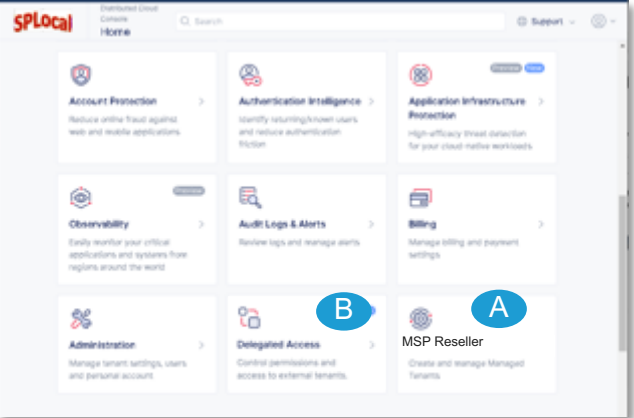 SPLocal
Distributed Cloud
Console
Home
Search
Support
Account Protection
Reduce online fraud against
web and mobile applications.
Authentication Intelligence
Identify returning/known users
and reduce authentication
friction
Preview
New
Application Infrastructure
Protection
High-efficacy threat detection
for your cloud-native workloads.
Preview
Observability
Easily monitor your critical
applications and systems from
regions around the world
Audit Logs & Alerts
Review logs and manage alerts.
Billing
Manage billing and payment
settings
Administration
Manage tenant settings, users
and personal account
B
Delegated Access
Control permissions and
access to external tenants.
A
MSP Reseller
Create and manage Managed
Tenants.